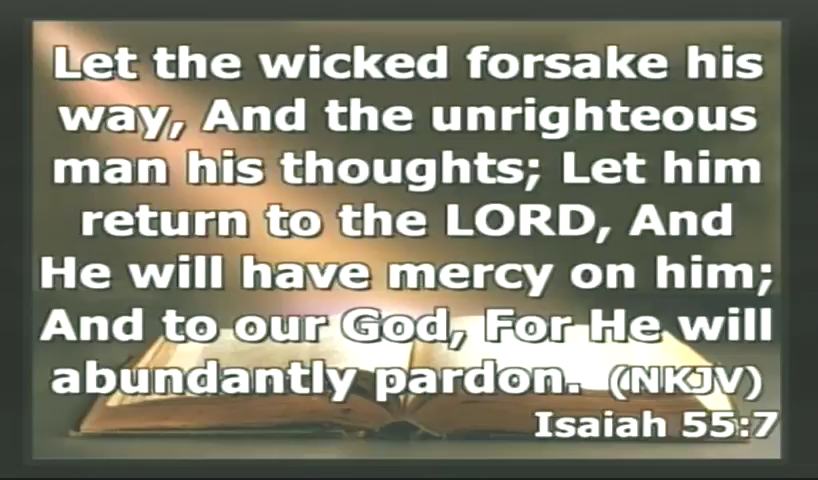 Let the wicked forsake his
way, And the unrighteous
man his thoughts; Let him
return to the LORD, And
He will have mercy on him;
And to our God, For He will
abundantly pardon. (NKJV)
Isaiah 55:7